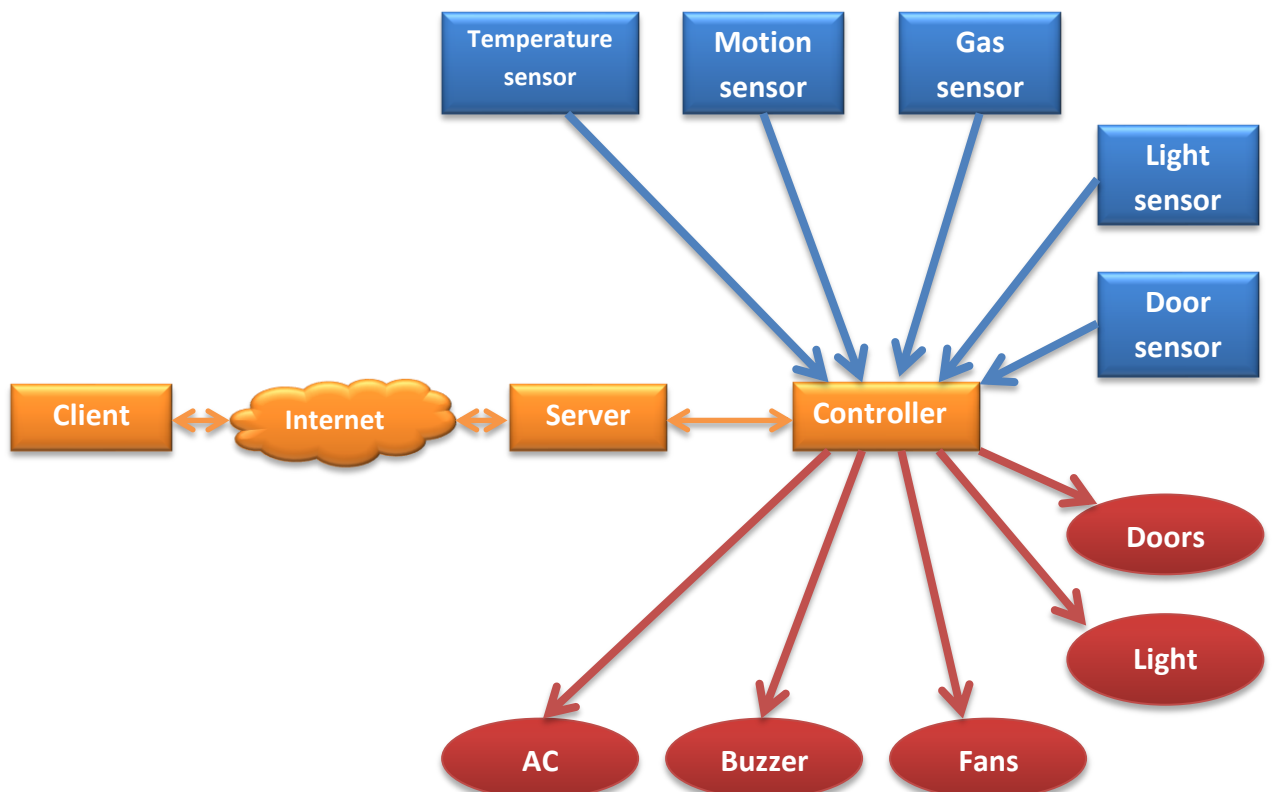 Temperature
sensor
Motion
sensor
Gas
sensor
Light
sensor
Door
sensor
Client
Internet
Server
Controller
Doors
Light
AC
Buzzer
Fans